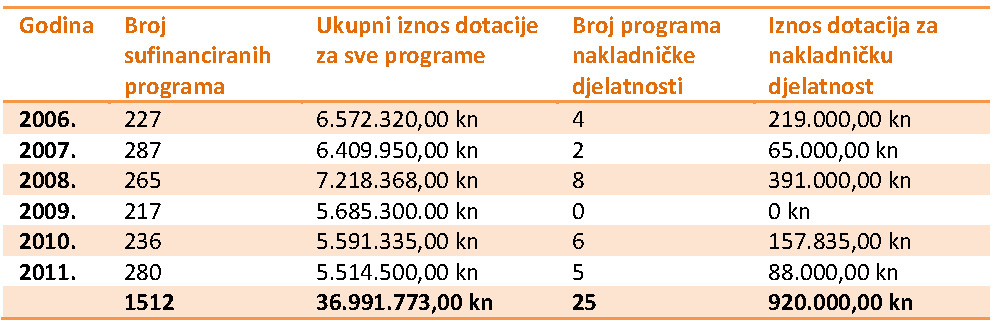 Godina Broj sufinanciranih programa Ukupni iznos dotacije za sve programe Broj programa nakladničke djelatnosti Iznos dotacija za nakladničku djelatnost
2006. 227 6.572.320,00 kn 4 219.000,00 kn
2007. 287 6.409.950,00 kn 2 65.000,00 kn
2008. 265 7.218.368,00 kn 8 391.000,00 kn
2009. 217 5.685.300.00 kn 0 0 kn
2010. 236 5.591.335,00 kn 6 157.835,00 kn
2011. 280 5.514.500,00 kn 5 88.000,00 kn
1512 36.991.773,00 kn 25 920.000,00 kn